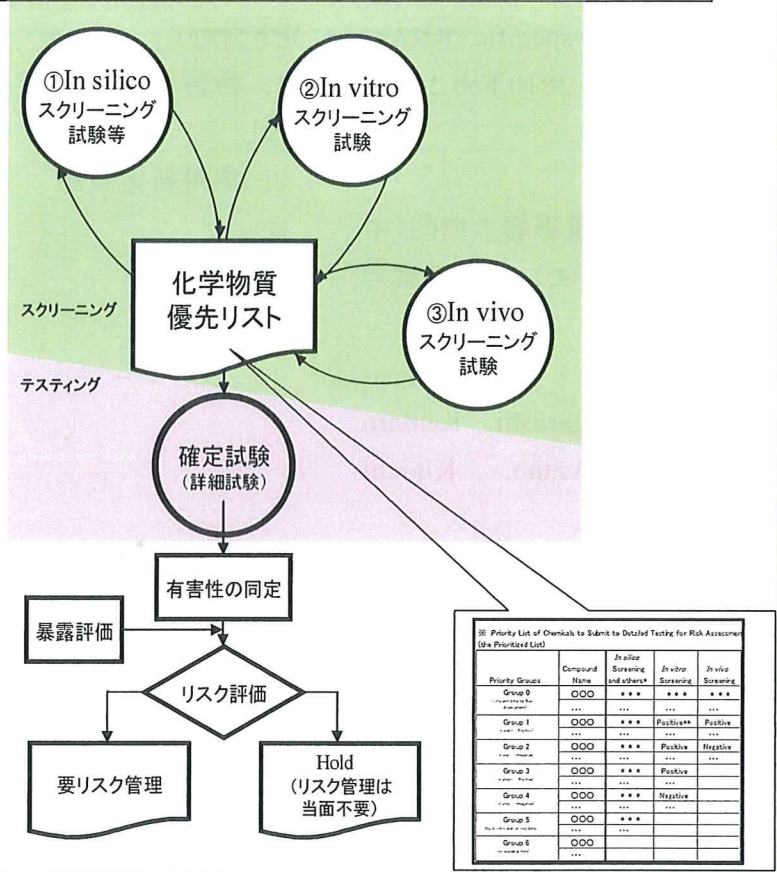 ①In silico
スクリーニング
試験等
②In vitro
スクリーニング
試験
化学物質
優先リスト
③In vivo
スクリーニング
試験
スクリーニング
テスティング
確定試験
(詳細試験)
有害性の同定
暴露評価
リスク評価
要リスク管理
Hold
(リスク管理は
当面不要)
※ Priority List of Chemicals to Submit to Detailed Testing for Risk Assessmen
(the Prioritized List)
Priority Groups
Compound
Name
In silico
Screening
and others*
In vitro
Screening
In vivo
Screening
Group 0 ○○○ • • • • • • • • •
... ... ... ...
Group 1 ○○○ • • • Positive** Positive
... ... ... ...
Group 2 ○○○ • • • Positive Negative
... ... ... ...
Group 3 ○○○ • • • Positive
... ... ...
Group 4 ○○○ • • • Negative
... ... ...
Group 5 ○○○ • • •
... ...
Group 6 ○○○
...